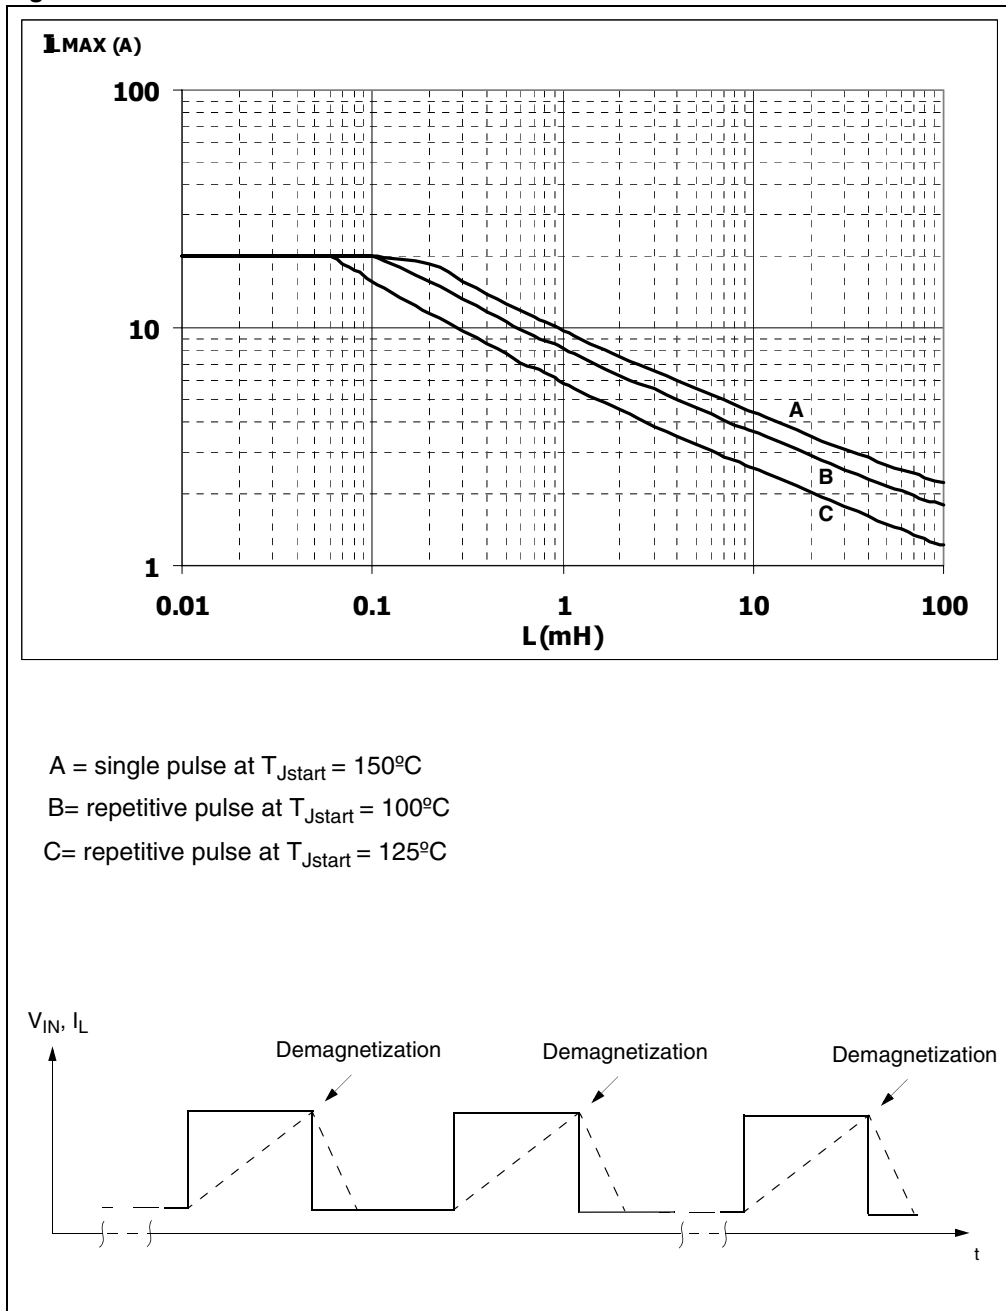 ILMAX (A)
100
10
1
A
B
C
0.01 0.1 1 10 100
L(mH)
A = single pulse at TJstart = 150ºC
B= repetitive pulse at TJstart = 100ºC
C= repetitive pulse at TJstart = 125ºC
VIN, IL
Demagnetization Demagnetization Demagnetization
t